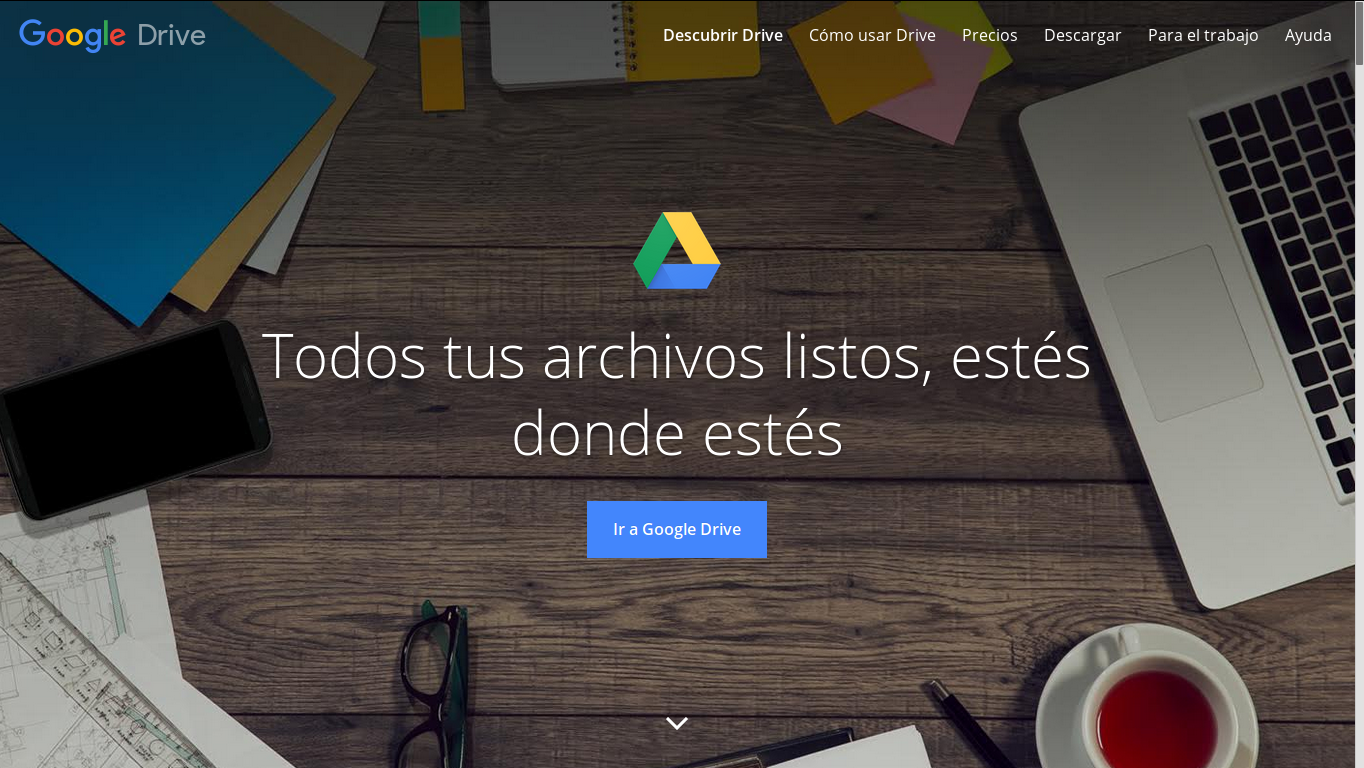 Google Drive
Descubrir Drive
Cómo usar Drive
Precios
Descargar
Para el trabajo
Ayuda
Todos tus archivos listos, estés
donde estés
Ir a Google Drive